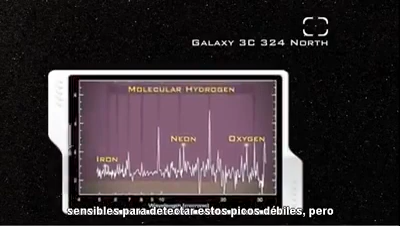 GALAXY 3C 324 NORTH
MOLECULAR HYDROGEN
NEON
OXYGEN
IRON
sensibles para detectar estos picos débiles, pero